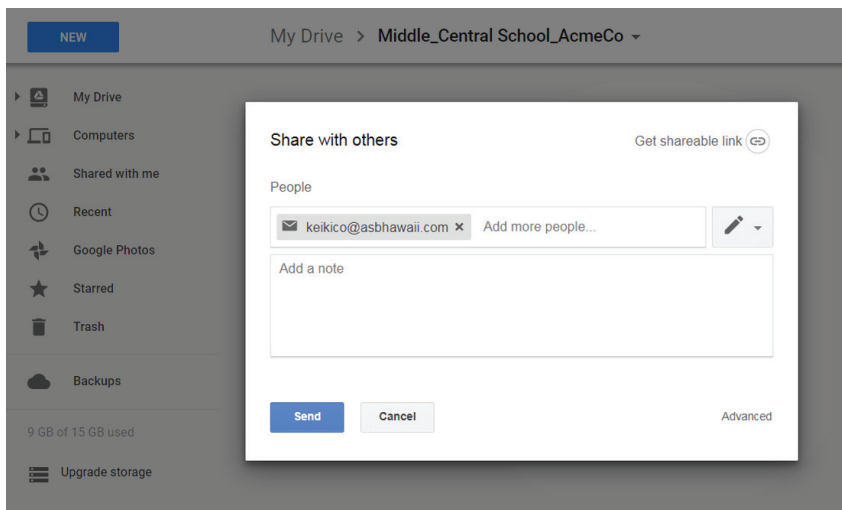 NEW
My Drive > Middle_Central School_AcmeCo
My Drive
Computers
Shared with me
Recent
Google Photos
Starred
Trash
Backups
9 GB of 15 GB used
Upgrade storage
Share with others
Get shareable link
People
keikico@asbhawaii.com × Add more people...
Add a note
Send
Cancel
Advanced